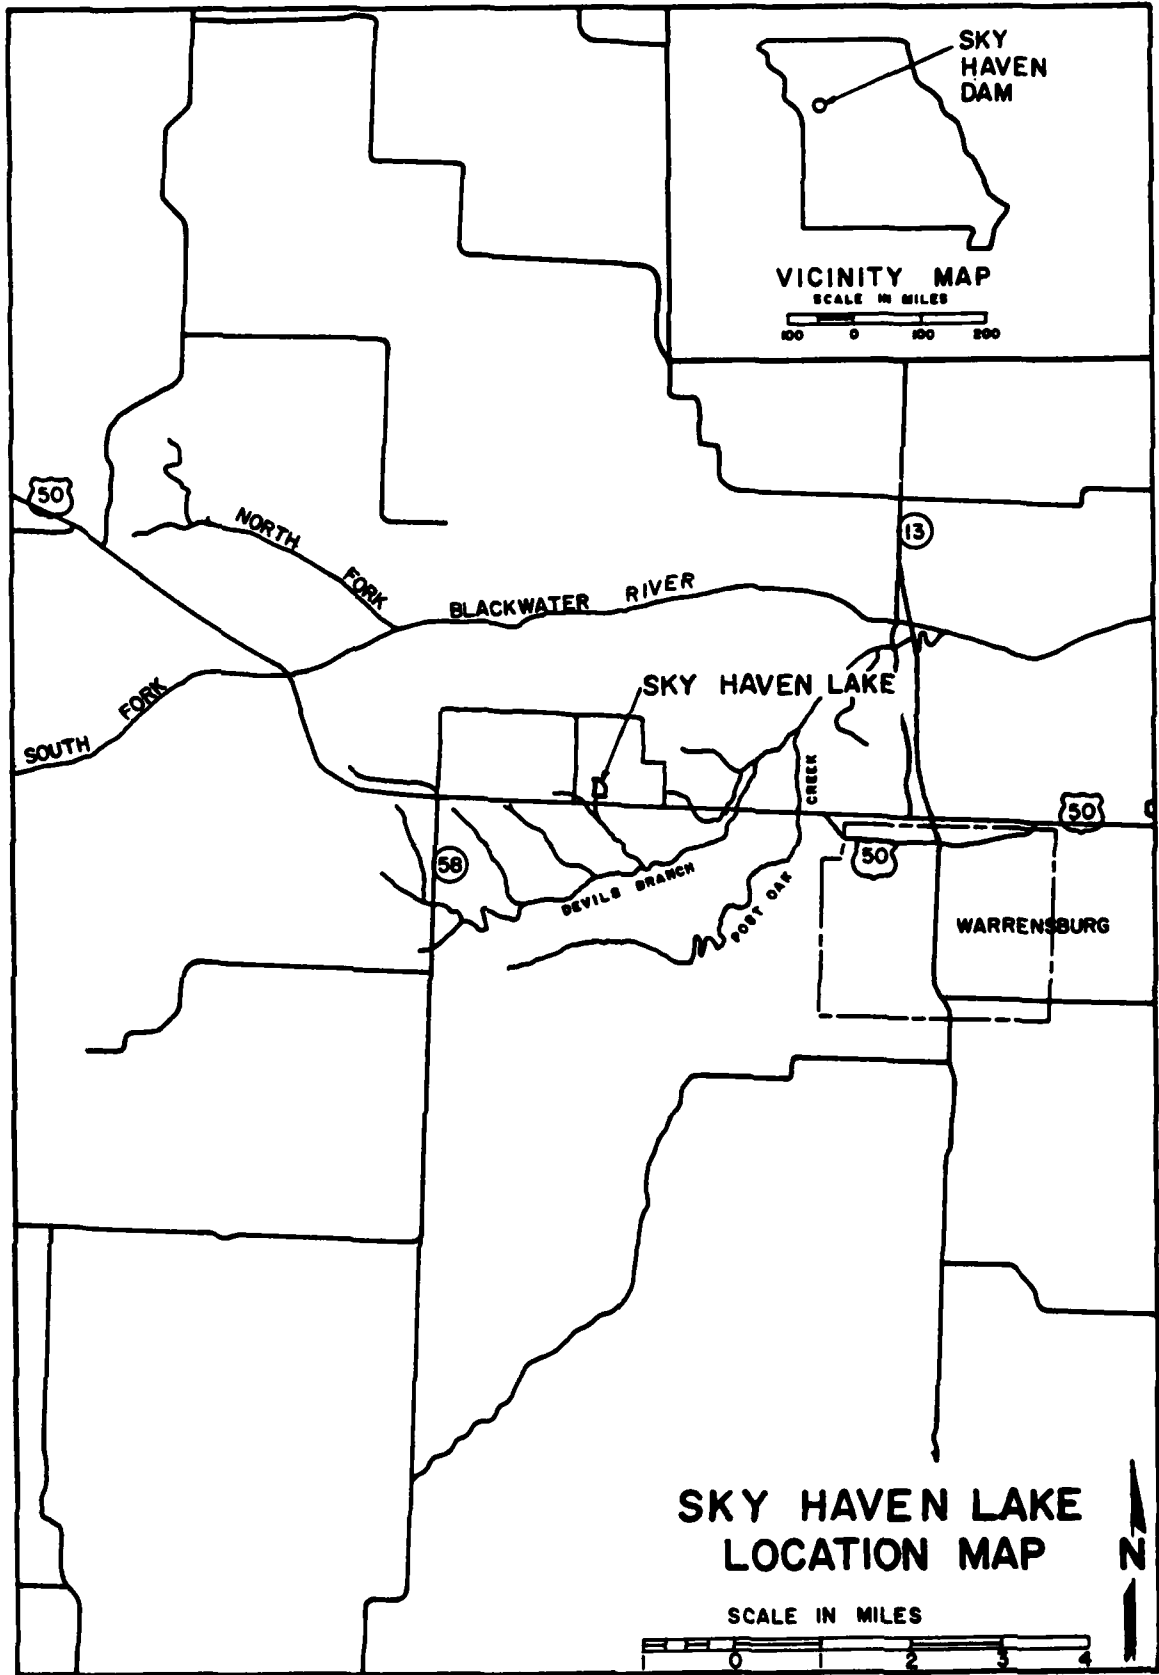 SKY
HAVEN
DAM
VICINITY MAP
SCALE IN MILES
100 0 100 200
50
13
NORTH FORK
BLACKWATER RIVER
SKY HAVEN LAKE
SOUTH FORK
CREEK
50
50
58
DEVILS BRANCH
POST OAK
WARRENSBURG
SKY HAVEN LAKE
LOCATION MAP
N
SCALE IN MILES
1 0 1 2 3 4